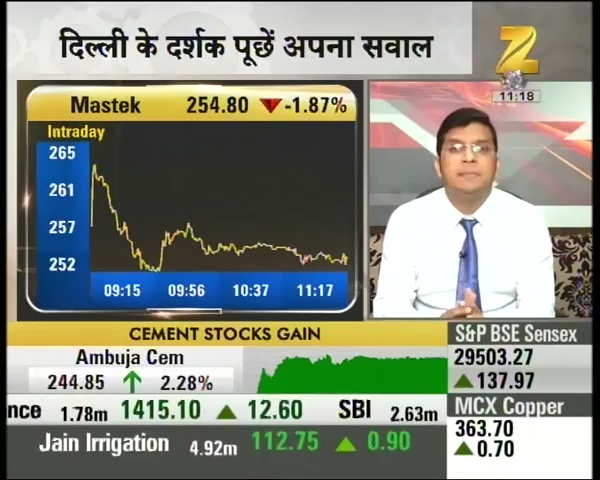 दिल्ली के दर्शक पूछें अपना सवाल
Z
11:18
Mastek 254.80 ▼ -1.87%
Intraday
265
261
257
252
09:15 09:56 10:37 11:17
CEMENT STOCKS GAIN
Ambuja Cem
244.85 ↑ 2.28%
S&P BSE Sensex
29503.27
▲ 137.97
nce 1.78m 1415.10 ▲ 12.60 SBI 2.63m
MCX Copper
363.70
▲ 0.70
Jain Irrigation 4.92m 112.75 ▲ 0.90